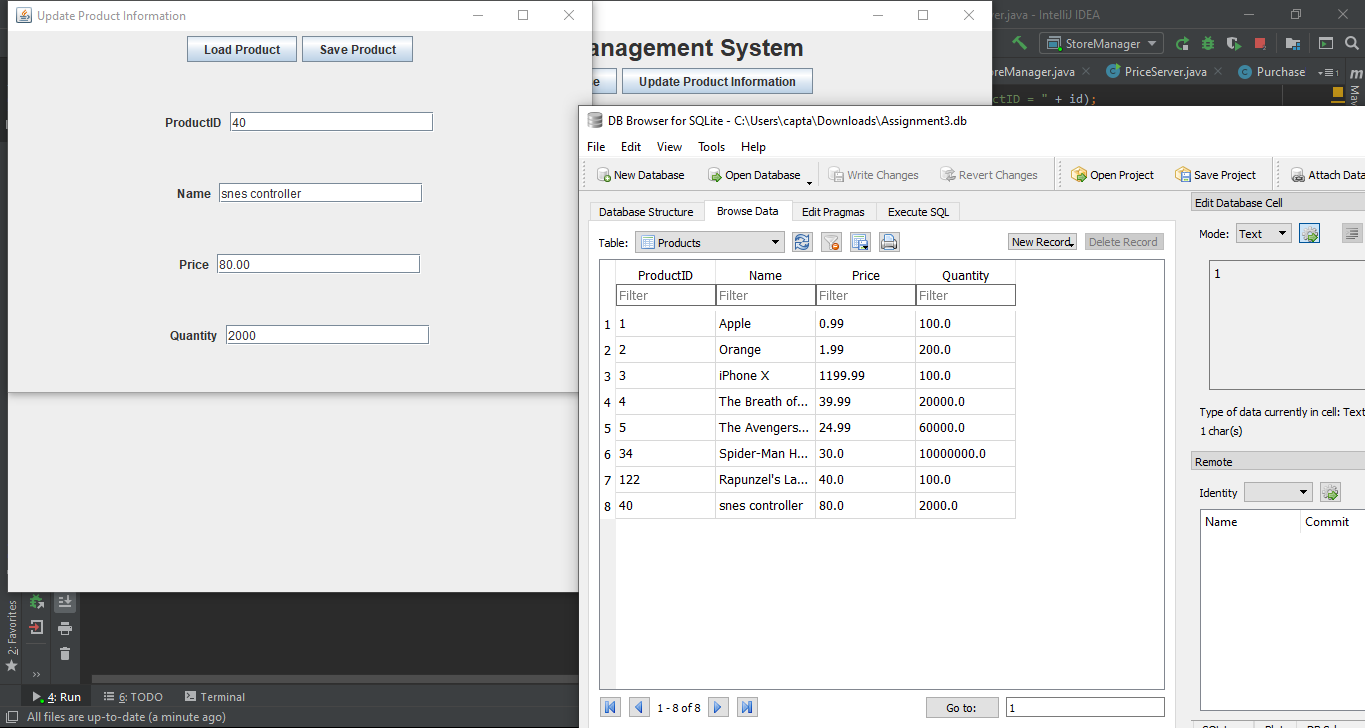 Update Product Information
Load Product
Save Product
ProductID 40
Name snes controller
Price 80.00
Quantity 2000
anagement System
e
Update Product Information
er.java - IntelliJ IDEA
StoreManager
oreManager.java
PriceServer.java
Purchase
1
m
Mav
ctID = " + id);
DB Browser for SQLite - C:\Users\capta\Downloads\Assignment3.db
File Edit View Tools Help
New Database Open Database Write Changes Revert Changes Open Project Save Project Attach Data
Database Structure Browse Data Edit Pragmas Execute SQL
Table: Products New Record Delete Record
ProductID Name Price Quantity
Filter Filter Filter Filter
1 1 Apple 0.99 100.0
2 2 Orange 1.99 200.0
3 3 iPhone X 1199.99 100.0
4 4 The Breath of... 39.99 20000.0
5 5 The Avengers... 24.99 60000.0
6 34 Spider-Man H... 30.0 10000000.0
7 122 Rapunzel's La... 40.0 100.0
8 40 snes controller 80.0 2000.0
1 - 8 of 8 Go to: 1
Edit Database Cell
Mode: Text
1
Type of data currently in cell: Text
1 char(s)
Remote
Identity
Name Commit
2: Favorites
4: Run 6: TODO Terminal
All files are up-to-date (a minute ago)